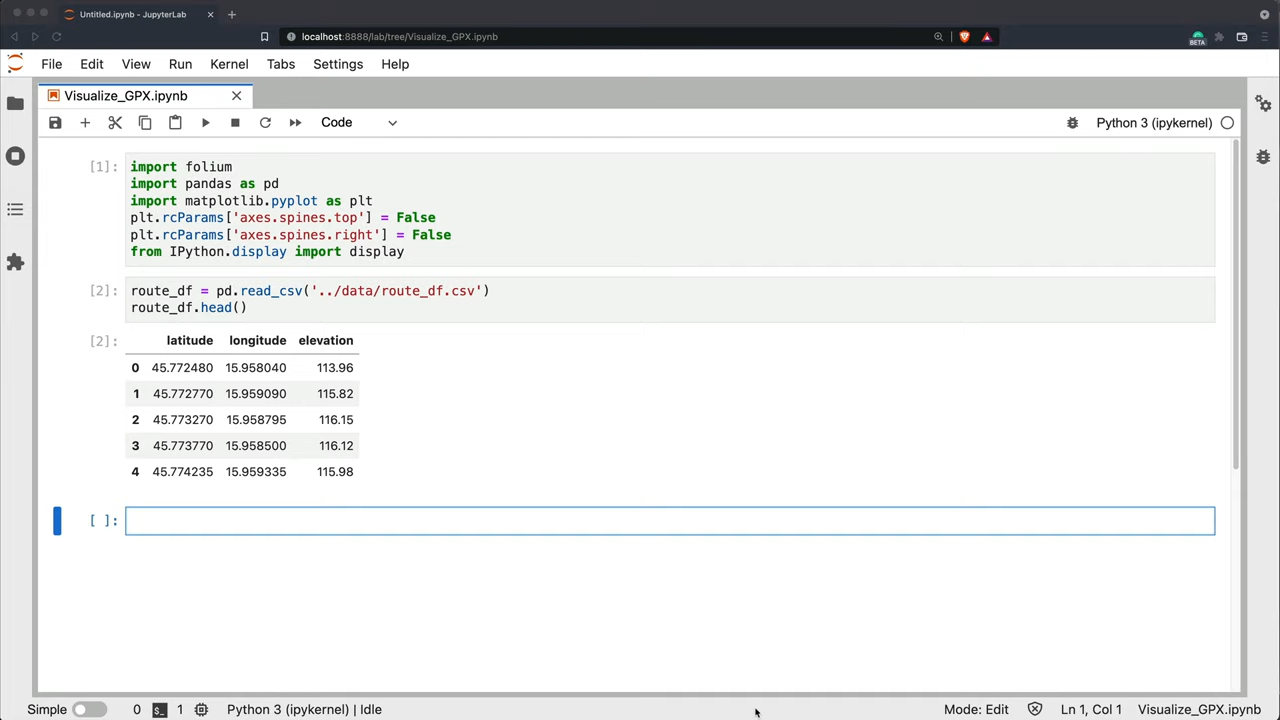 Untitled.ipynb - JupyterLab
localhost:8888/lab/tree/Visualize_GPX.ipynb
BETA
File Edit View Run Kernel Tabs Settings Help
Visualize_GPX.ipynb
Code
Python 3 (ipykernel)
[1]:
import folium
import pandas as pd
import matplotlib.pyplot as plt
plt.rcParams['axes.spines.top'] = False
plt.rcParams['axes.spines.right'] = False
from IPython.display import display
[2]:
route_df = pd.read_csv('../data/route_df.csv')
route_df.head()
[2]:
latitude longitude elevation
0 45.772480 15.958040 113.96
1 45.772770 15.959090 115.82
2 45.773270 15.958795 116.15
3 45.773770 15.958500 116.12
4 45.774235 15.959335 115.98
[ ]:
Simple 0 $_ 1 Python 3 (ipykernel) | Idle Mode: Edit Ln 1, Col 1 Visualize_GPX.ipynb